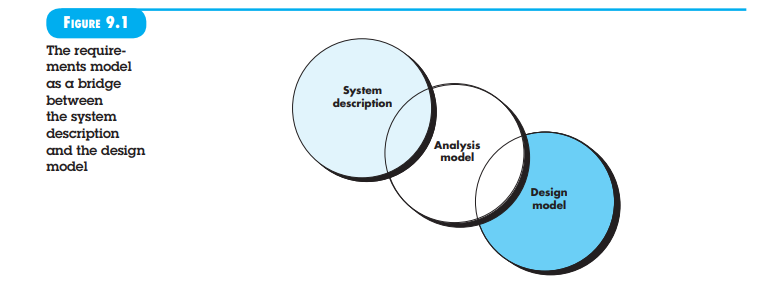 FIGURE 9.1
The require-
ments model
as a bridge
between
the system
description
and the design
model
System
description
Analysis
model
Design
model